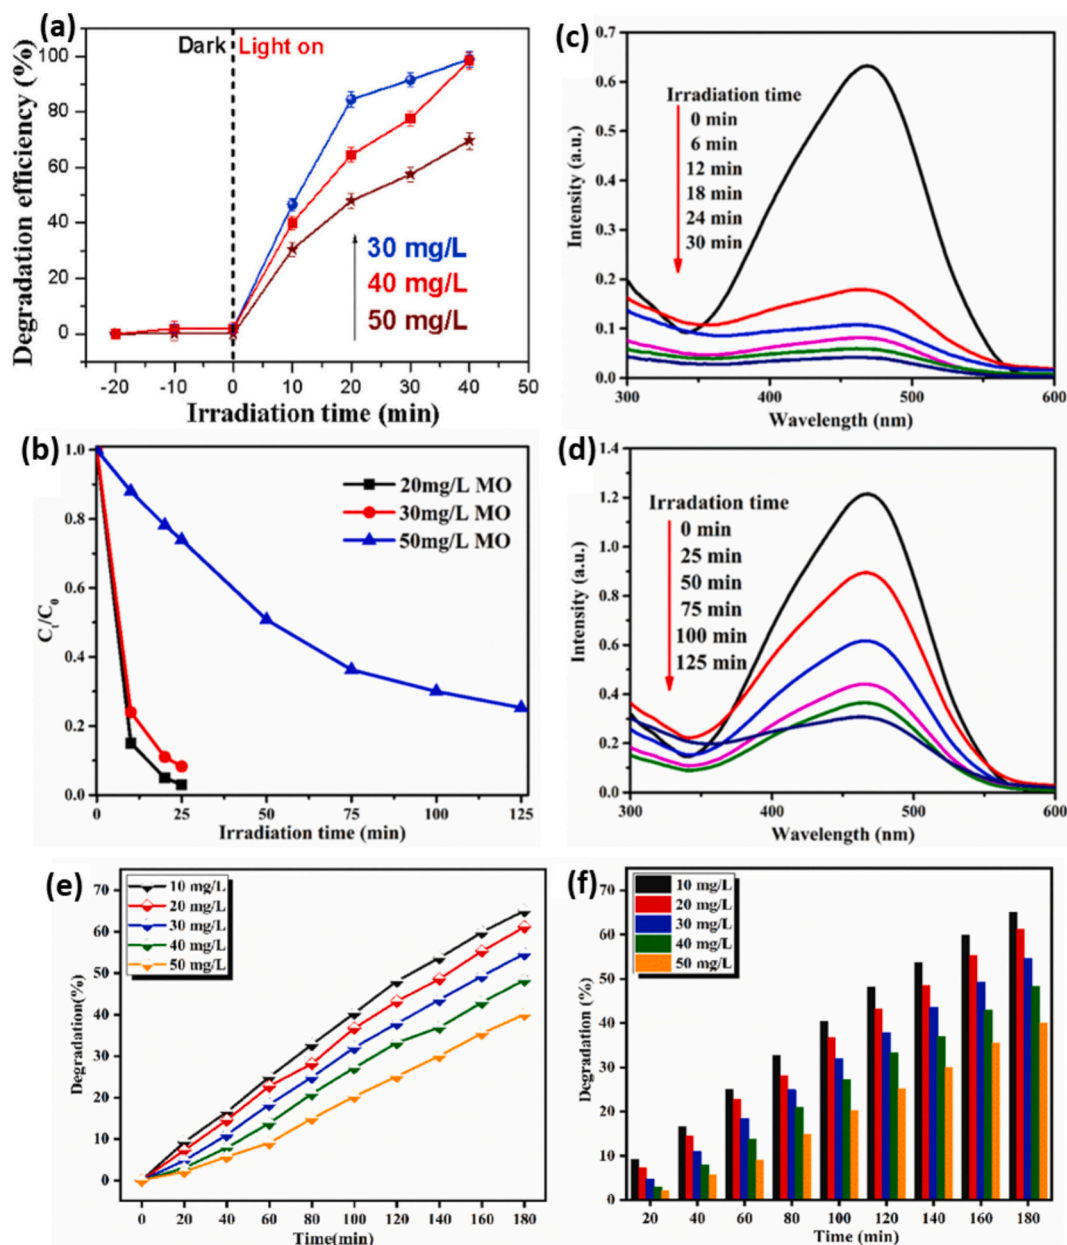 (a)
Dark
Light on
Degradation efficiency (%)
100
80
60
40
20
0
30 mg/L
40 mg/L
50 mg/L
-20
-10
0
10
20
30
40
50
Irradiation time (min)
(c)
Intensity (a.u.)
0.7
0.6
0.5
0.4
0.3
0.2
0.1
0.0
Irradiation time
0 min
6 min
12 min
18 min
24 min
30 min
300
400
500
600
Wavelength (nm)
(b)
Ct/C0
1.0
0.8
0.6
0.4
0.2
0.0
20mg/L MO
30mg/L MO
50mg/L MO
0
25
50
75
100
125
Irradiation time (min)
(d)
Intensity (a.u.)
1.4
1.2
1.0
0.8
0.6
0.4
0.2
0.0
Irradation time
0 min
25 min
50 min
75 min
100 min
125 min
300
400
500
600
Wavelength (nm)
(e)
Degradation(%)
70
60
50
40
30
20
10
0
10 mg/L
20 mg/L
30 mg/L
40 mg/L
50 mg/L
0
20
40
60
80
100
120
140
160
180
Time(min)
(f)
Degradation (%)
70
60
50
40
30
20
10
0
10 mg/L
20 mg/L
30 mg/L
40 mg/L
50 mg/L
20
40
60
80
100
120
140
160
180
Time (min)